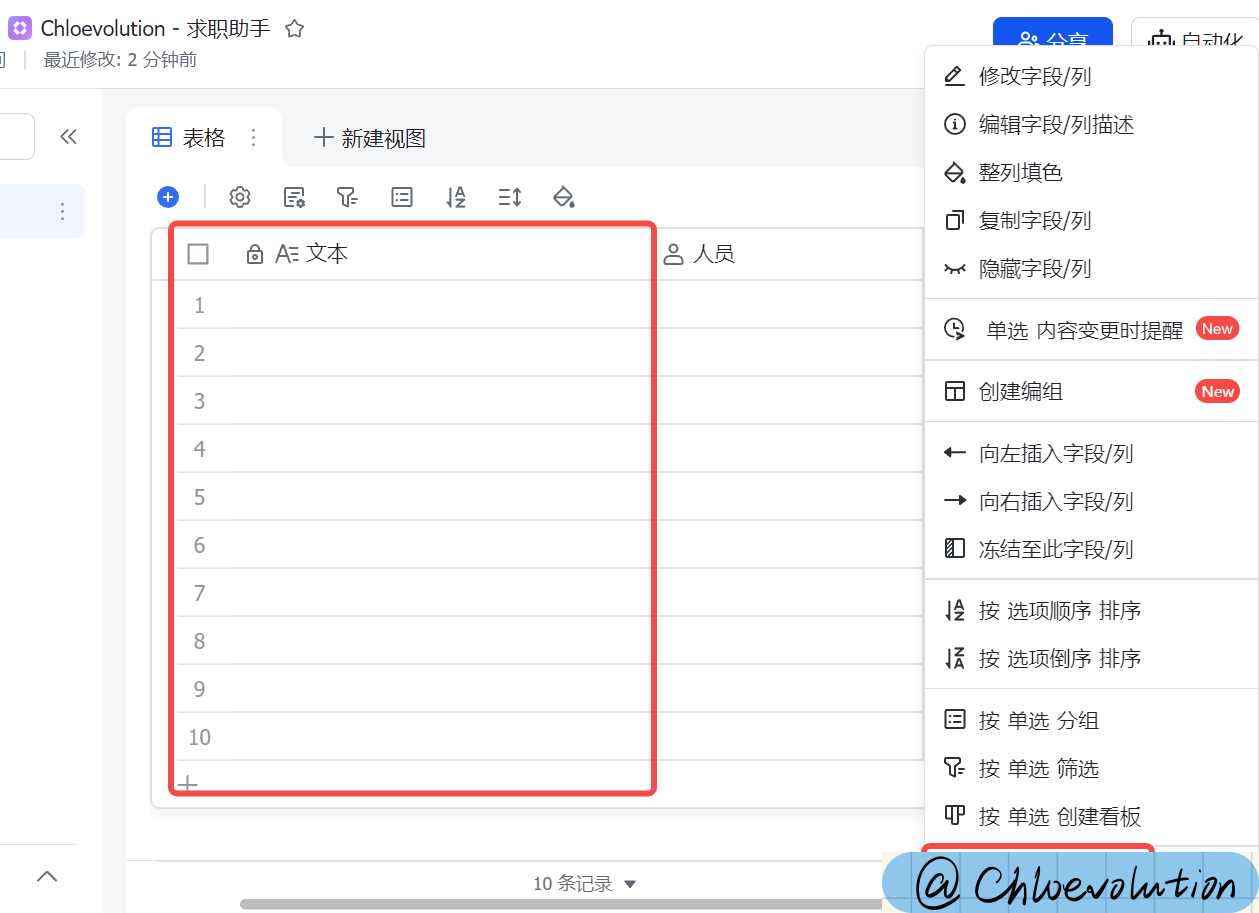 Chloevolution - 求职助手
最近修改: 2 分钟前
分享
自动化
表格
新建视图
文本
人员
1
2
3
4
5
6
7
8
9
10
10 条记录
修改字段/列
编辑字段/列描述
整列填色
复制字段/列
隐藏字段/列
单选 内容变更时提醒 New
创建编组 New
向左插入字段/列
向右插入字段/列
冻结至此字段/列
按 选项顺序 排序
按 选项倒序 排序
按 单选 分组
按 单选 筛选
按 单选 创建看板
@Chloevolution